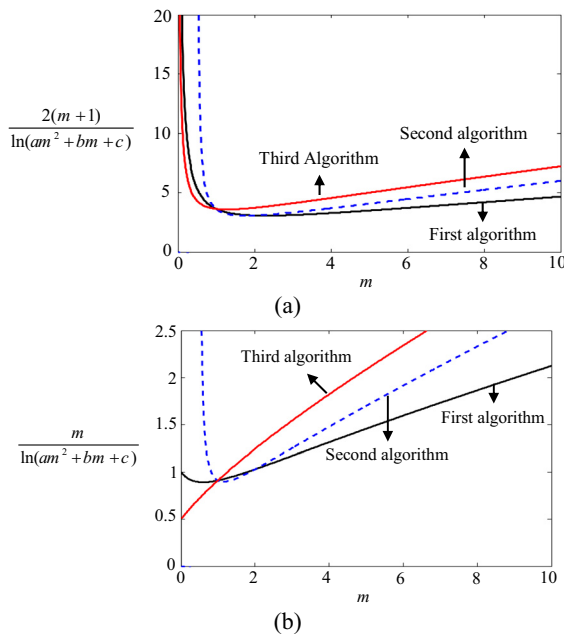 20
15
10
5
0
2(m+1)
ln(am²+bm+c)
Second algorithm
Third Algorithm
First algorithm
0 2 4 6 8 10
m
(a)
2.5
2
1.5
1
0.5
0
m
ln(am²+bm+c)
Third algorithm
First algorithm
Second algorithm
0 2 4 6 8 10
m
(b)